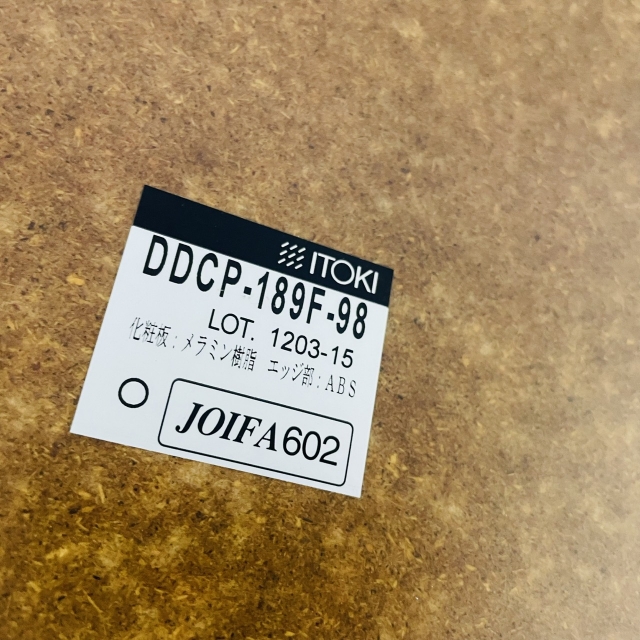 ITOKI
DDCP-189F-98
LOT. 1203-15
化粧板：メラミン樹脂 エッジ部：ABS
○ JOIFA602